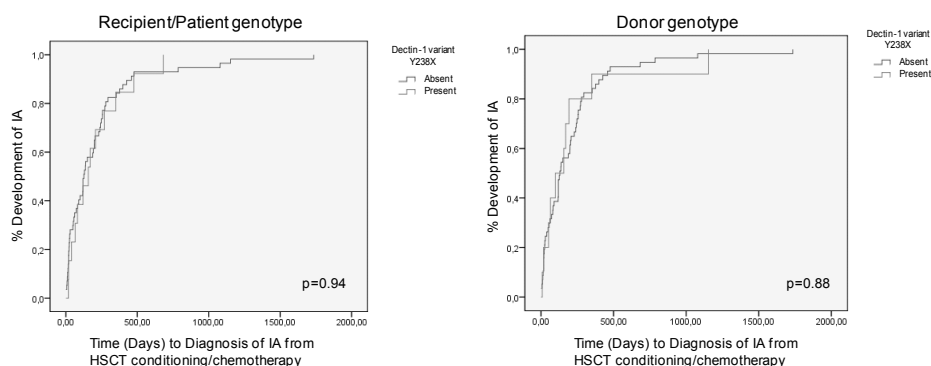 Recipient/Patient genotype
Dectin-1 variant
Y238X
Absent
Present
% Development of IA
1,0
0,8
0,6
0,4
0,2
0,0
p=0.94
0,00
500,00
1000,00
1500,00
2000,00
Time (Days) to Diagnosis of IA from
HSCT conditioning/chemotherapy
Donor genotype
Dectin-1 variant
Y238X
Absent
Present
% Development of IA
1,0
0,8
0,6
0,4
0,2
0,0
p=0.88
0,00
500,00
1000,00
1500,00
2000,00
Time (Days) to Diagnosis of IA from
HSCT conditioning/chemotherapy